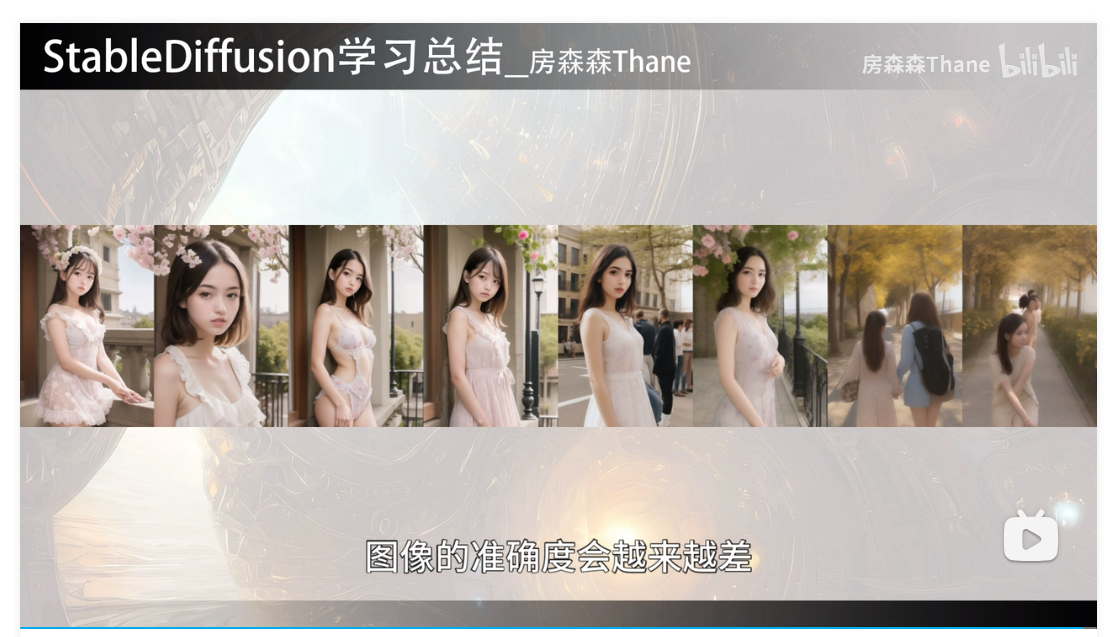 StableDiffusion学习总结_房森森Thane
房森森Thane bilibili
图像的准确度会越来越差